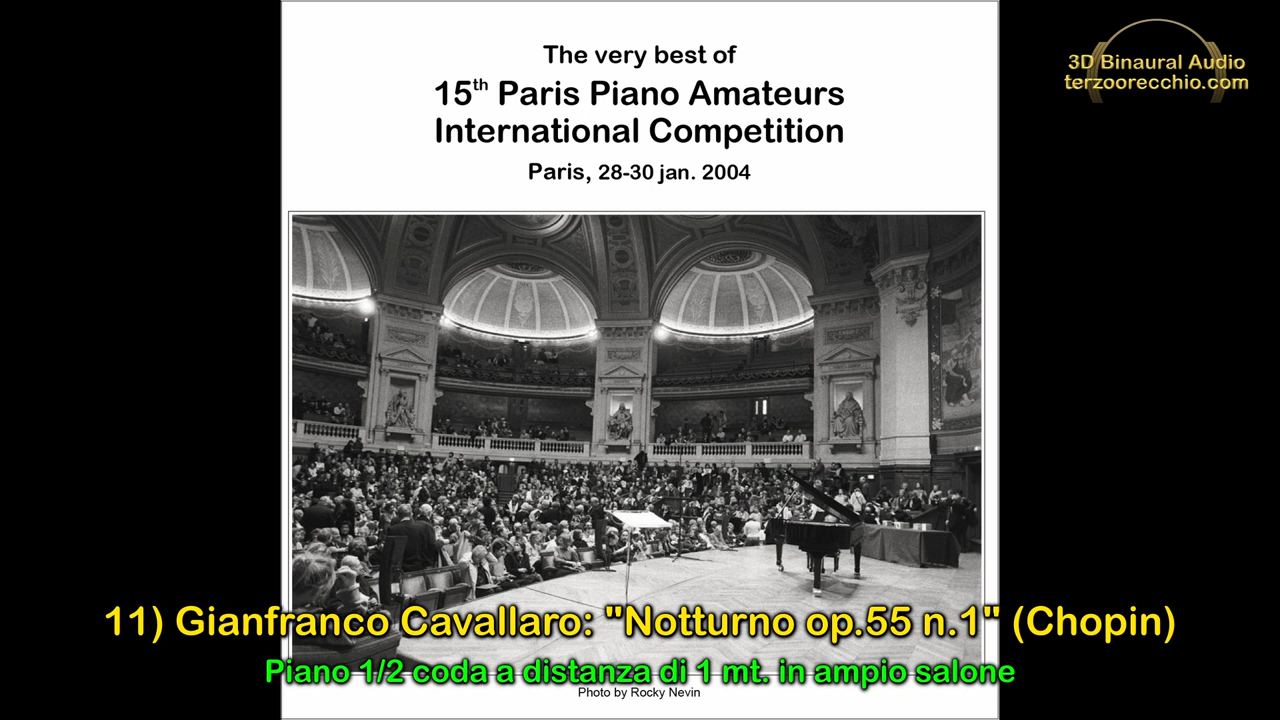 The very best of
15th Paris Piano Amateurs
International Competition
Paris, 28-30 jan. 2004
3D Binaural Audio
terzoorecchio.com
11) Gianfranco Cavallaro: "Notturno op.55 n.1" (Chopin)
Piano 1/2 coda a distanza di 1 mt. in ampio salone
Photo by Rocky Nevin